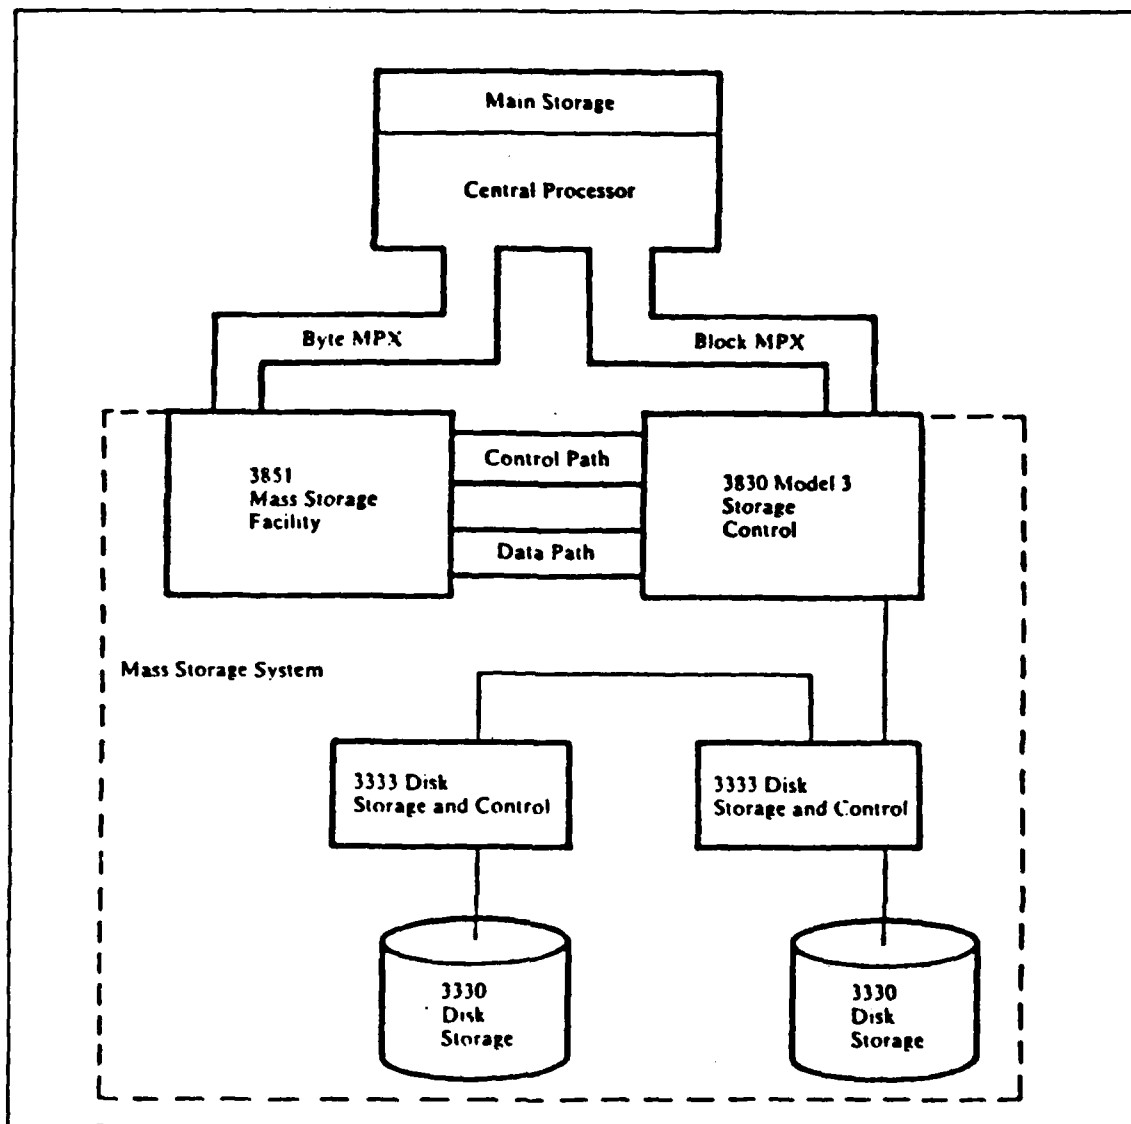 Main Storage
Central Processor
Byte MPX
Block MPX
3851
Mass Storage
Facility
Control Path
Data Path
3830 Model 3
Storage
Control
Mass Storage System
3333 Disk
Storage and Control
3333 Disk
Storage and Control
3330
Disk
Storage
3330
Disk
Storage